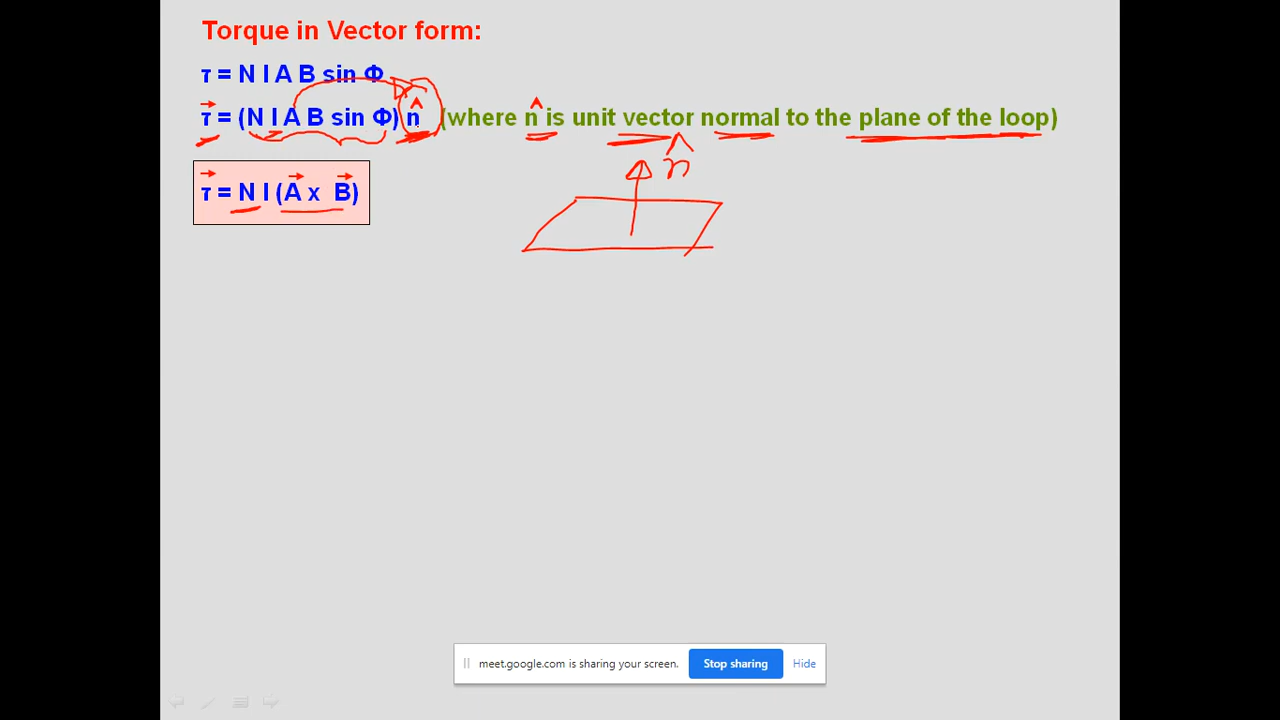 Torque in Vector form:
τ = N I A B sin Φ
τ⃗ = (N I A B sin Φ) n̂ (where n̂ is unit vector normal to the plane of the loop)
n̂
τ⃗ = N I (A⃗ x B⃗)
meet.google.com is sharing your screen. Stop sharing Hide